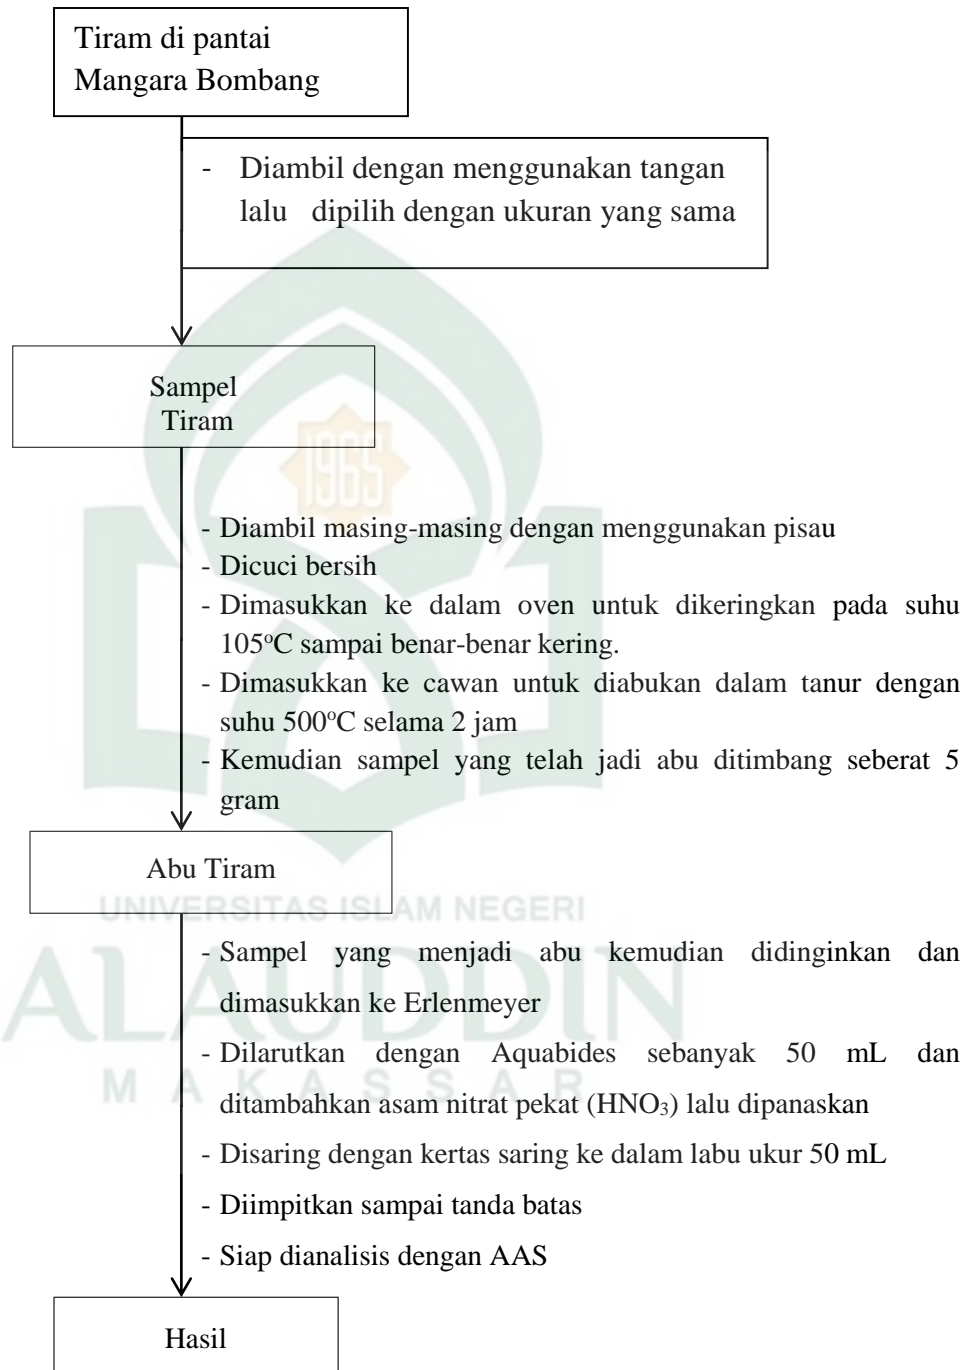 Tiram di pantai
Mangara Bombang
- Diambil dengan menggunakan tangan
lalu dipilih dengan ukuran yang sama
Sampel
Tiram
1965
- Diambil masing-masing dengan menggunakan pisau
- Dicuci bersih
- Dimasukkan ke dalam oven untuk dikeringkan pada suhu
105°C sampai benar-benar kering.
- Dimasukkan ke cawan untuk diabukan dalam tanur dengan
suhu 500°C selama 2 jam
- Kemudian sampel yang telah jadi abu ditimbang seberat 5
gram
Abu Tiram
UNIVERSITAS ISLAM NEGERI
- Sampel yang menjadi abu kemudian didinginkan dan
dimasukkan ke Erlenmeyer
ALAUDDIN
- Dilarutkan dengan Aquabides sebanyak 50 mL dan
MAKASSAR
ditambahkan asam nitrat pekat (HNO₃) lalu dipanaskan
- Disaring dengan kertas saring ke dalam labu ukur 50 mL
- Diimpitkan sampai tanda batas
- Siap dianalisis dengan AAS
Hasil